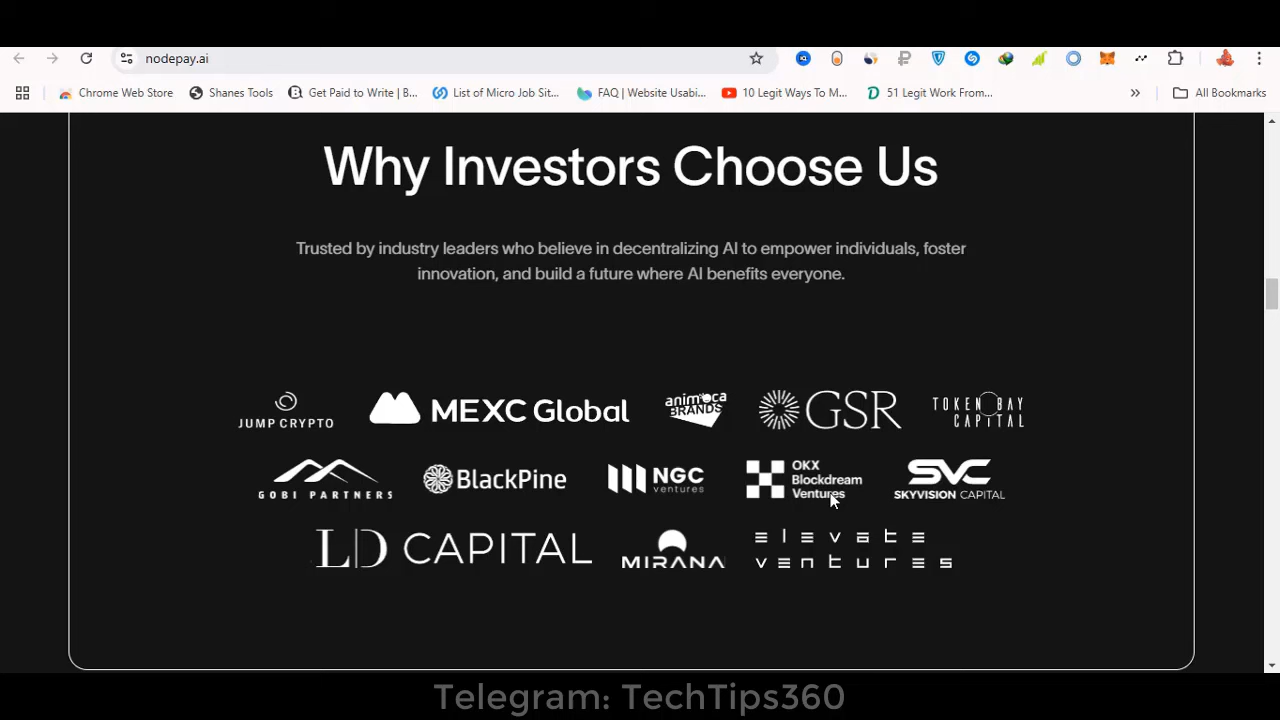 nodepay.ai
Chrome Web Store Shanes Tools Get Paid to Write | B... List of Micro Job Sit... FAQ | Website Usabi... 10 Legit Ways To M... 51 Legit Work From... » All Bookmarks
Why Investors Choose Us
Trusted by industry leaders who believe in decentralizing AI to empower individuals, foster
innovation, and build a future where AI benefits everyone.
JUMP CRYPTO MEXC Global animoca BRANDS GSR TOKEN BAY CAPITAL
GOBI PARTNERS BlackPine NGC ventures OKX Blockdream Ventures SVC SKYVISION CAPITAL
LD CAPITAL MIRANA elevate ventures
Telegram: TechTips360